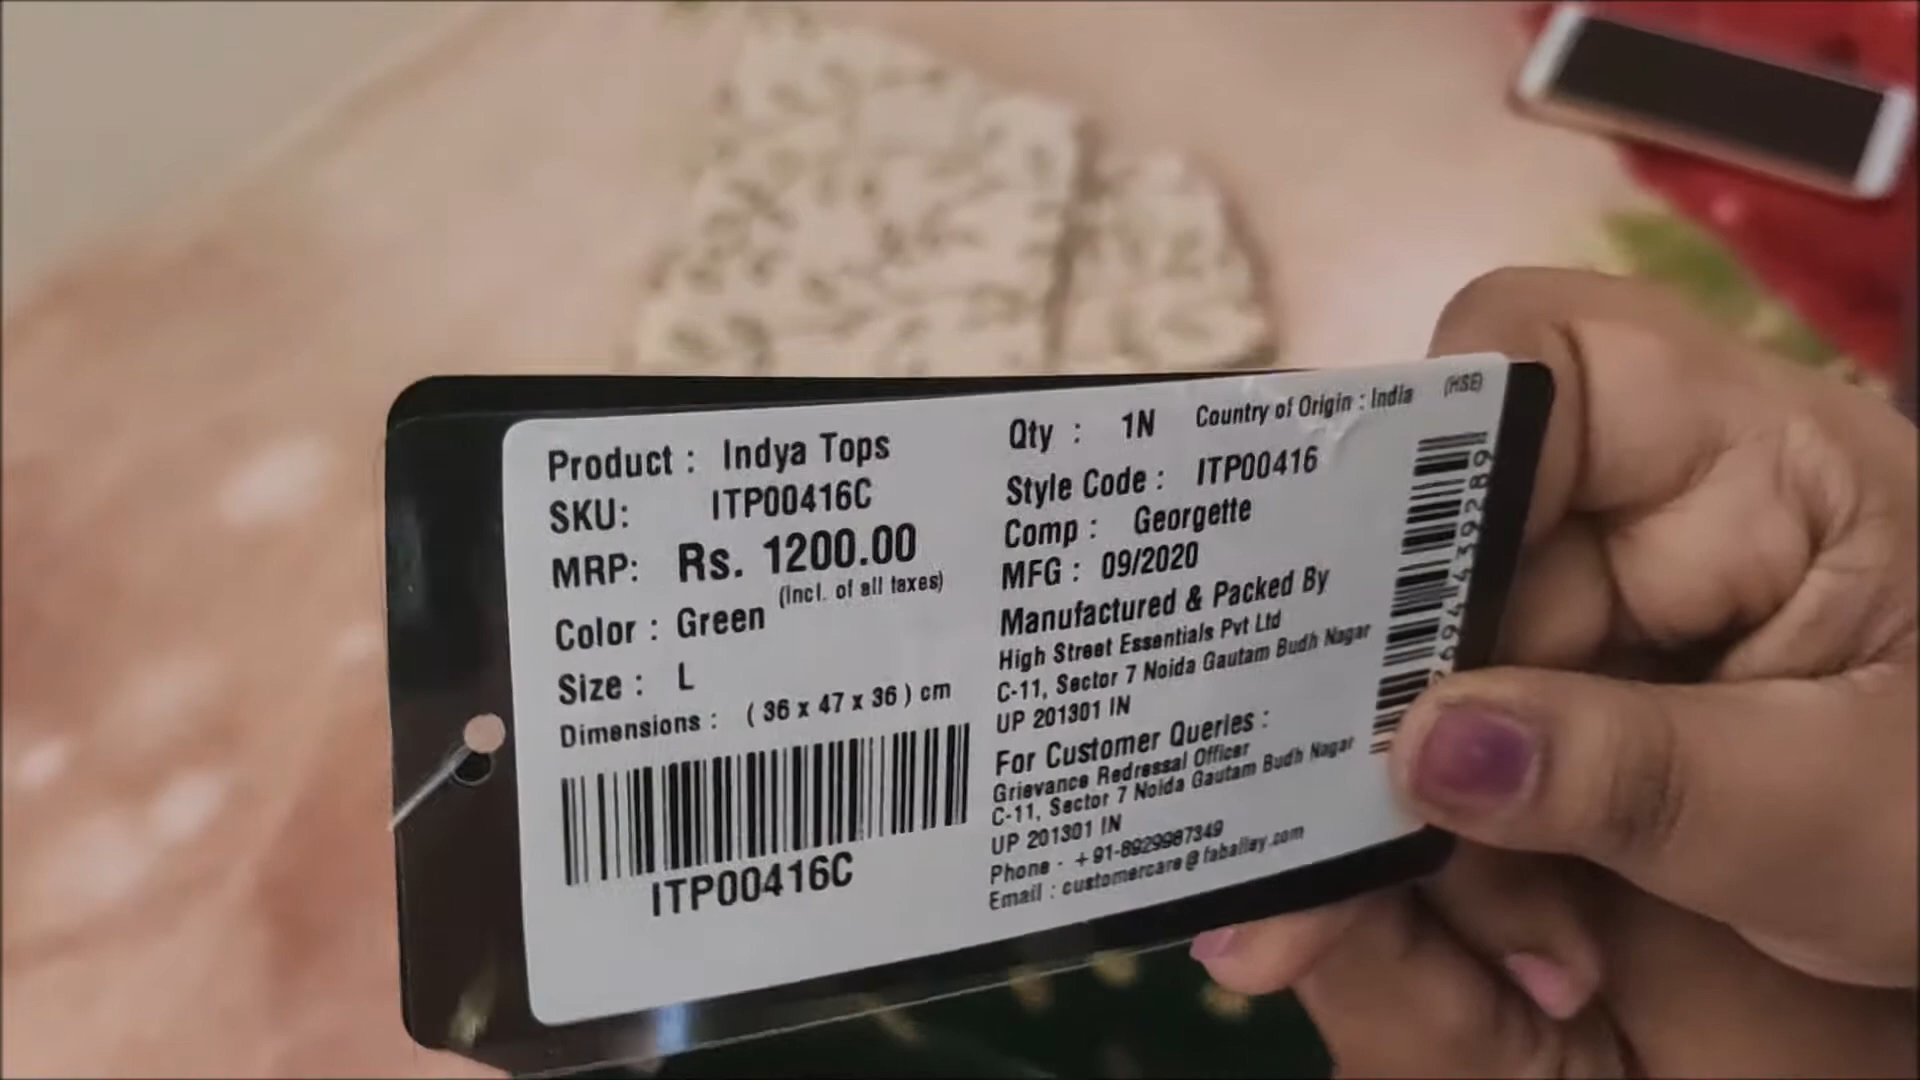 Product : Indya Tops
SKU: ITP00416C
MRP: Rs. 1200.00
(Incl. of all taxes)
Color : Green
Size : L
Dimensions : ( 36 x 47 x 36 ) cm
ITP00416C
Qty : 1N Country of Origin : India (HSE)
Style Code : ITP00416
Comp : Georgette
MFG : 09/2020
Manufactured & Packed By
High Street Essentials Pvt Ltd
C-11, Sector 7 Noida Gautam Budh Nagar
UP 201301 IN
For Customer Queries :
Grievance Redressal Officer
C-11, Sector 7 Noida Gautam Budh Nagar
UP 201301 IN
Phone - +91-8929987349
Email : customercare@faballey.com